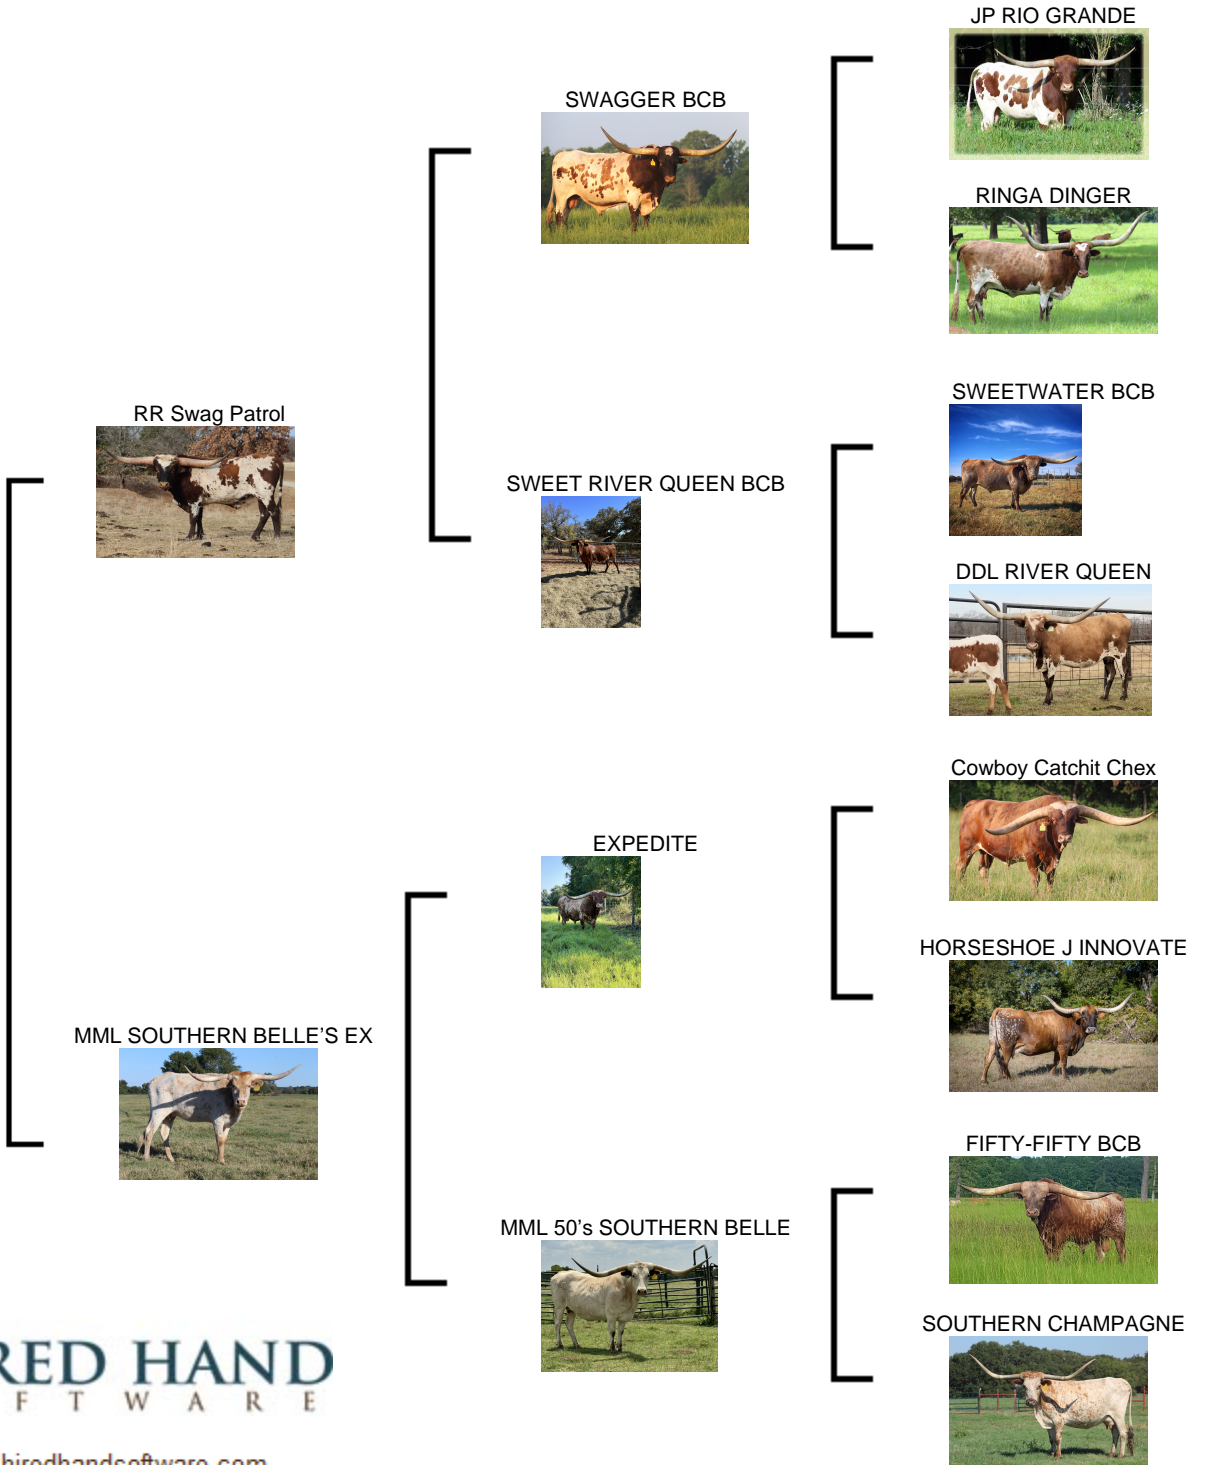 JP RIO GRANDE
SWAGGER BCB
RINGA DINGER
SWEETWATER BCB
RR Swag Patrol
SWEET RIVER QUEEN BCB
DDL RIVER QUEEN
Cowboy Catchit Chex
EXPEDITE
HORSESHOE J INNOVATE
MML SOUTHERN BELLE'S EX
FIFTY-FIFTY BCB
MML 50's SOUTHERN BELLE
SOUTHERN CHAMPAGNE
RED HAND
F T W A R E
hiredhandsoftware.com